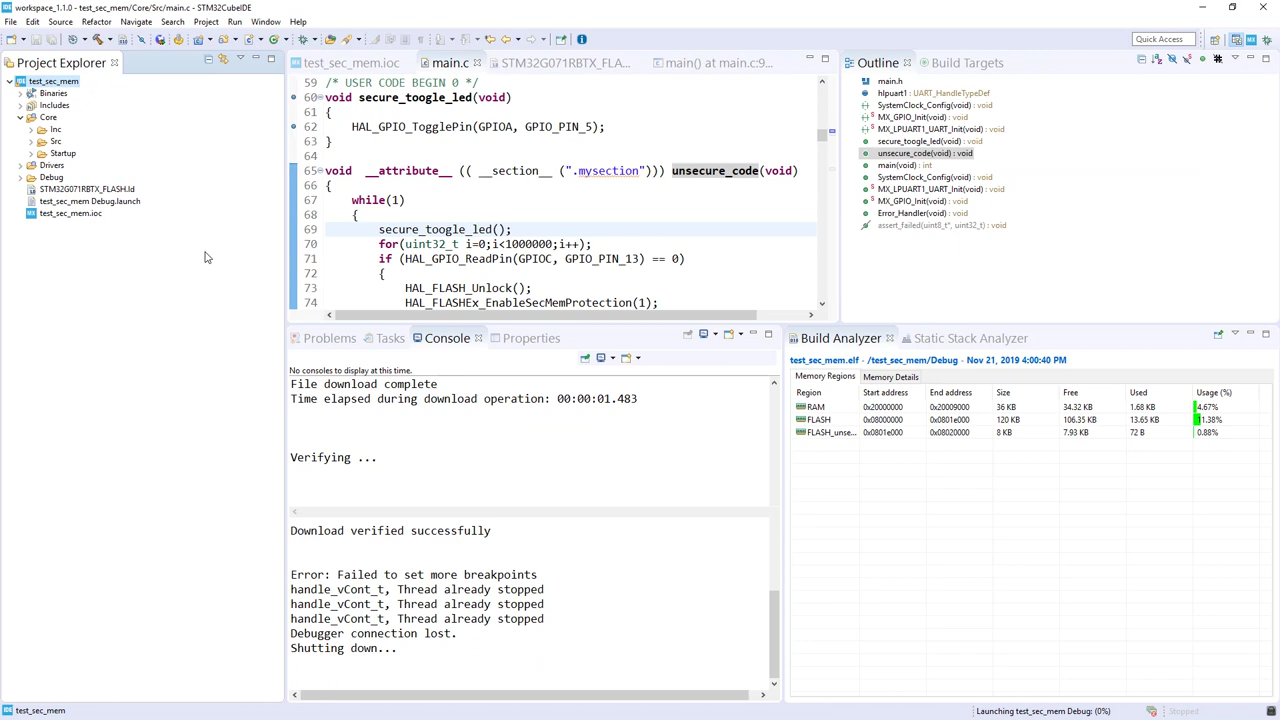 workspace_1.1.0 - test_sec_mem/Core/Src/main.c - STM32CubeIDE
File Edit Source Refactor Navigate Search Project Run Window Help
Quick Access
Project Explorer
test_sec_mem
Binaries
Includes
Core
Inc
Src
Startup
Drivers
Debug
STM32G071RBTX_FLASH.ld
test_sec_mem Debug.launch
test_sec_mem.ioc
test_sec_mem.ioc main.c STM32G071RBTX_FLA... main() at main.c:9...
59 /* USER CODE BEGIN 0 */
60 void secure_toogle_led(void)
61 {
62 HAL_GPIO_TogglePin(GPIOA, GPIO_PIN_5);
63 }
64
65 void __attribute__ (( __section__ (".mysection"))) unsecure_code(void)
66 {
67 while(1)
68 {
69 secure_toogle_led();
70 for(uint32_t i=0;i<1000000;i++);
71 if (HAL_GPIO_ReadPin(GPIOC, GPIO_PIN_13) == 0)
72 {
73 HAL_FLASH_Unlock();
74 HAL_FLASHEx_EnableSecMemProtection(1);
Outline Build Targets
main.h
hlpuart1 : UART_HandleTypeDef
SystemClock_Config(void) : void
MX_GPIO_Init(void) : void
MX_LPUART1_UART_Init(void) : void
secure_toogle_led(void) : void
unsecure_code(void) : void
main(void) : int
SystemClock_Config(void) : void
MX_LPUART1_UART_Init(void) : void
MX_GPIO_Init(void) : void
Error_Handler(void) : void
assert_failed(uint8_t*, uint32_t) : void
Problems Tasks Console Properties
No consoles to display at this time.
File download complete
Time elapsed during download operation: 00:00:01.483
Verifying ...
Download verified successfully
Error: Failed to set more breakpoints
handle_vCont_t, Thread already stopped
handle_vCont_t, Thread already stopped
handle_vCont_t, Thread already stopped
Debugger connection lost.
Shutting down...
Build Analyzer Static Stack Analyzer
test_sec_mem.elf - /test_sec_mem/Debug - Nov 21, 2019 4:00:40 PM
Memory Regions Memory Details
Region Start address End address Size Free Used Usage (%)
RAM 0x20000000 0x20009000 36 KB 34.32 KB 1.68 KB 4.67%
FLASH 0x08000000 0x0801e000 120 KB 106.35 KB 13.65 KB 11.38%
FLASH_unse... 0x0801e000 0x08020000 8 KB 7.93 KB 72 B 0.88%
test_sec_mem
Launching test_sec_mem Debug: (0%)
Stopped